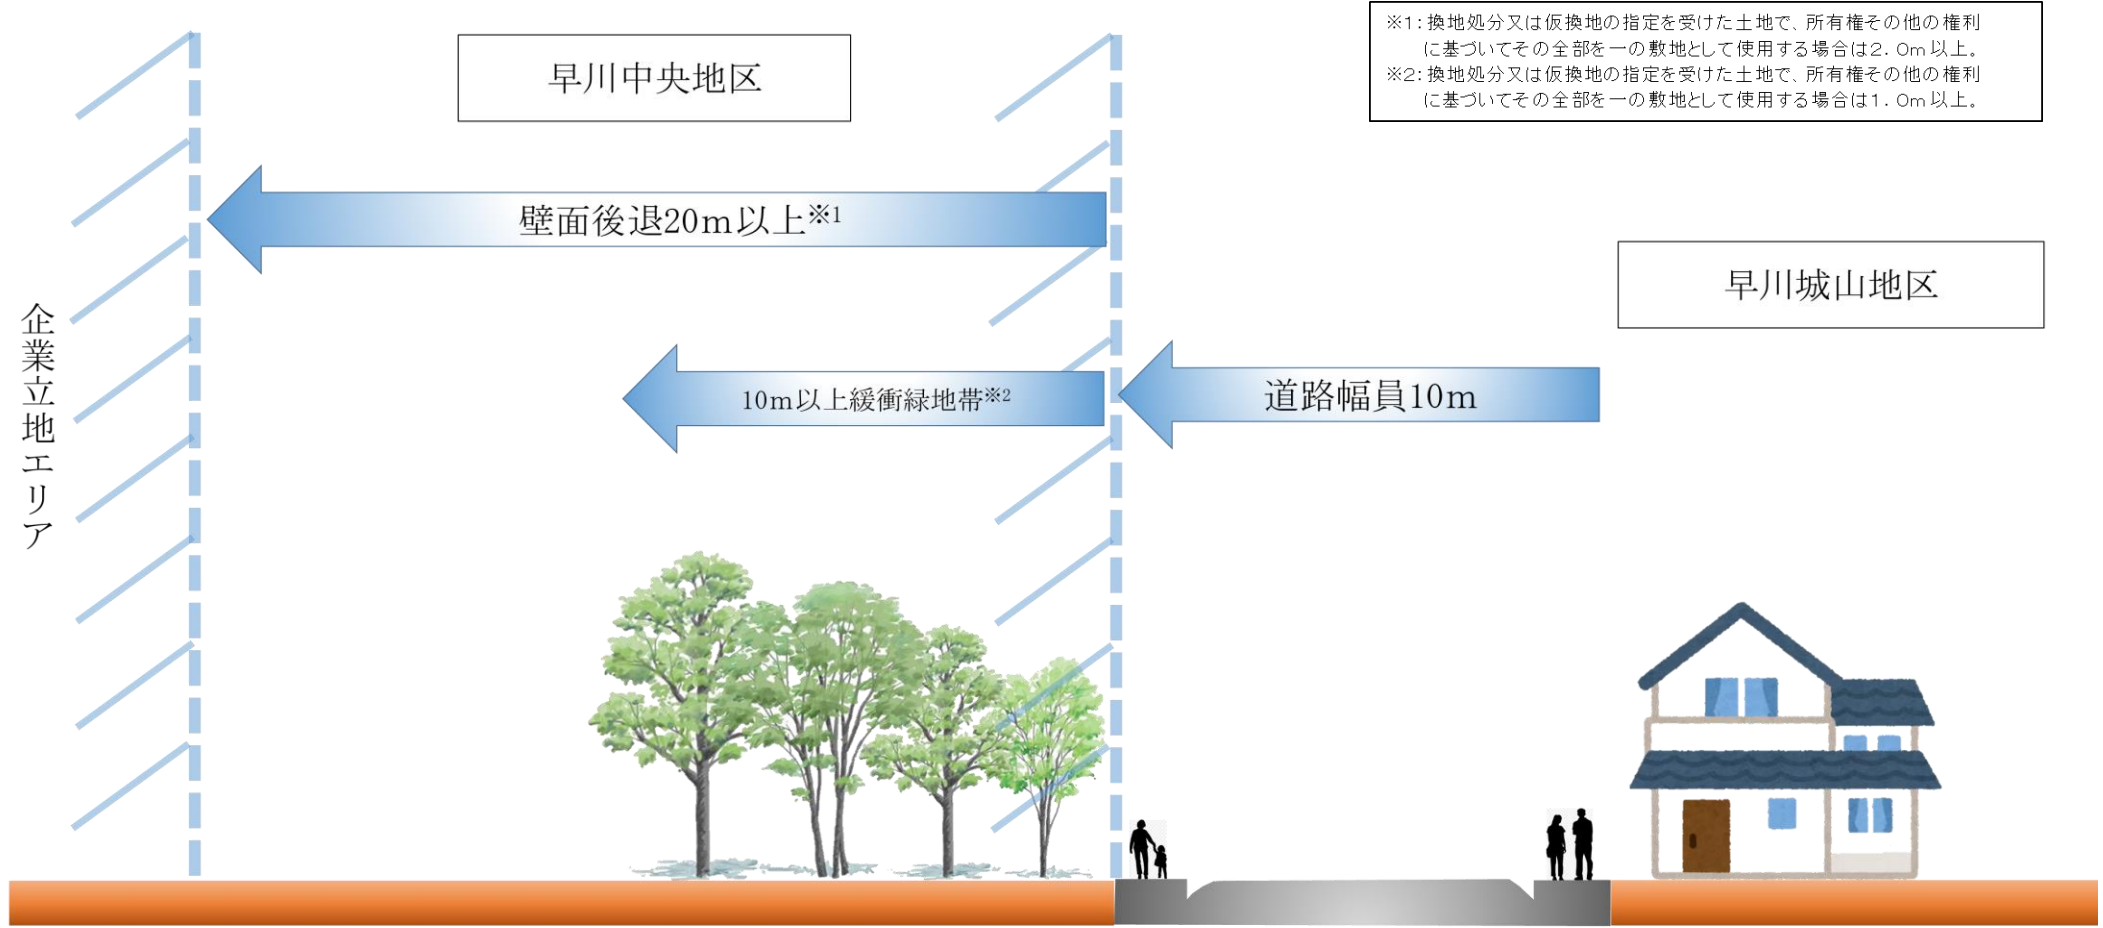 ※1：換地処分又は仮換地の指定を受けた土地で、所有権その他の権利
に基づいてその全部を一の敷地として使用する場合は2．0m以上。
※2：換地処分又は仮換地の指定を受けた土地で、所有権その他の権利
に基づいてその全部を一の敷地として使用する場合は1．0m以上。
早川中央地区
壁面後退20m以上※1
早川城山地区
企業立地エリア
10m以上緩衝緑地帯※2
道路幅員10m